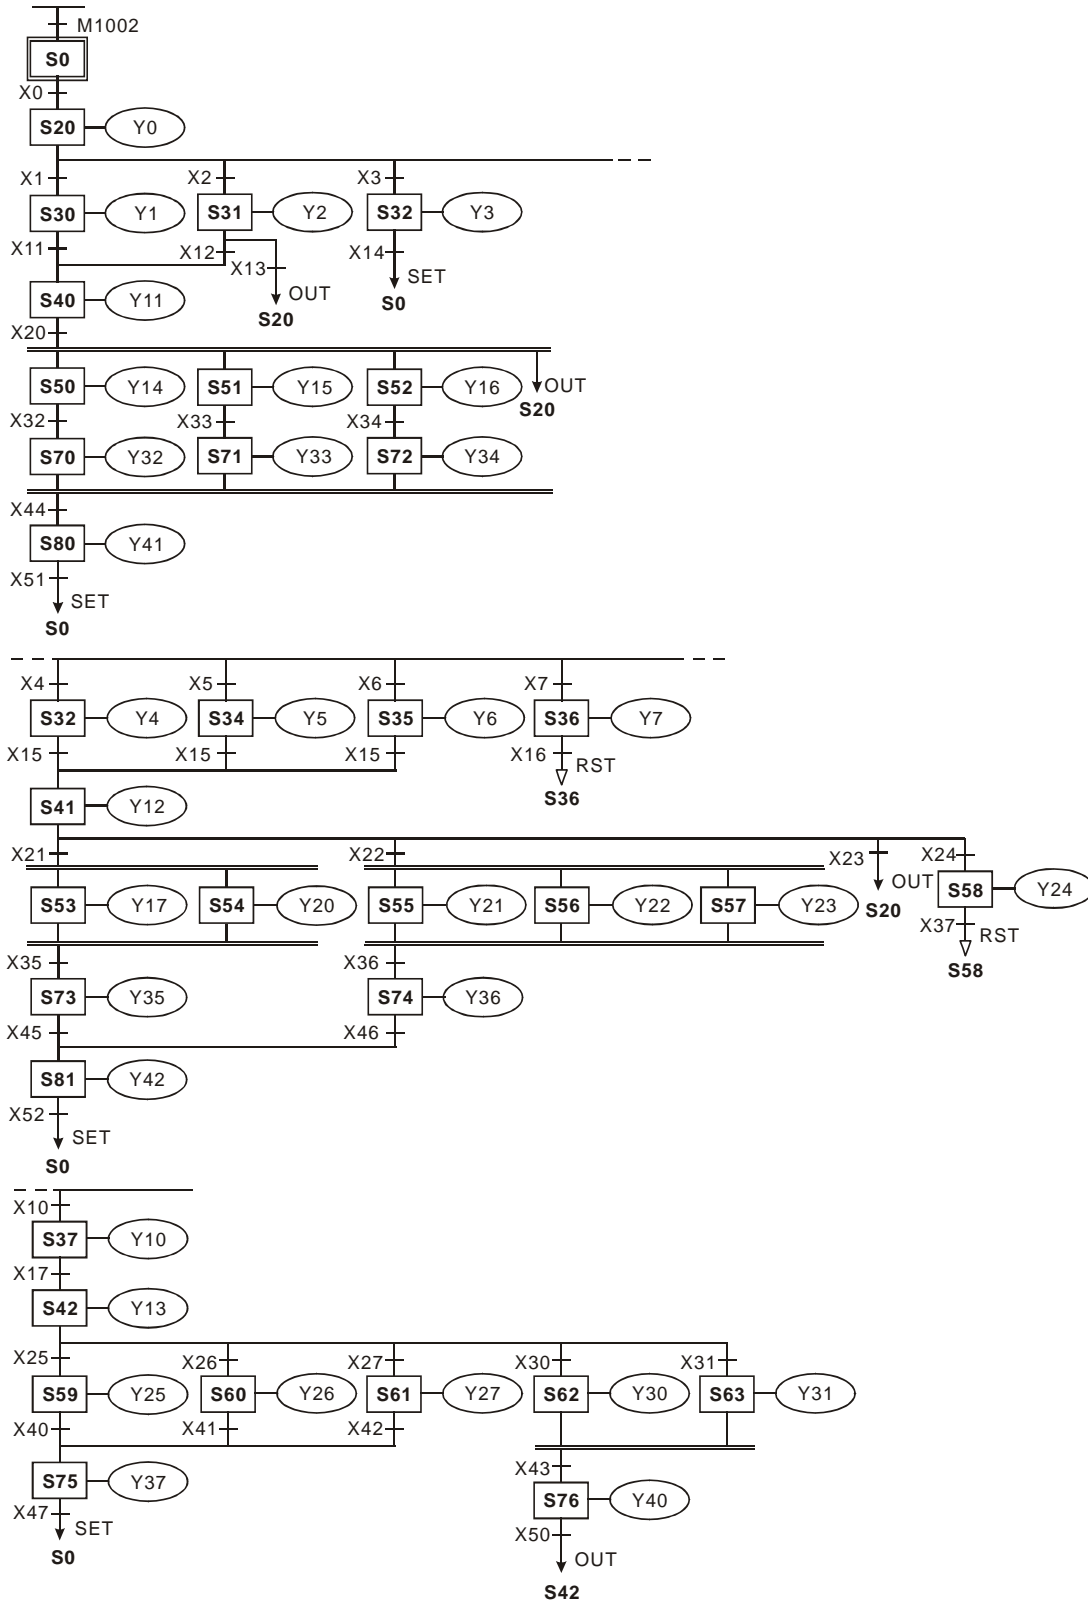 M1002
S0
X0
S20 Y0
X1 X2 X3
S30 Y1 S31 Y2 S32 Y3
X11 X12 X13 X14 SET
OUT S0
S40 Y11 S20
X20
S50 Y14 S51 Y15 S52 Y16 OUT
S20
X32 X33 X34
S70 Y32 S71 Y33 S72 Y34
X44
S80 Y41
X51
SET
S0
X4 X5 X6 X7
S32 Y4 S34 Y5 S35 Y6 S36 Y7
X15 X15 X15 X16 RST
S36
S41 Y12
X21 X22 X23 X24
S53 Y17 S54 Y20 S55 Y21 S56 Y22 S57 Y23 OUT S58 Y24
S20 X37 RST
S58
X35 X36
S73 Y35 S74 Y36
X45 X46
S81 Y42
X52
SET
S0
X10
S37 Y10
X17
S42 Y13
X25 X26 X27 X30 X31
S59 Y25 S60 Y26 S61 Y27 S62 Y30 S63 Y31
X40 X41 X42
X43
S75 Y37 S76 Y40
X47 SET X50
S0 OUT
S42